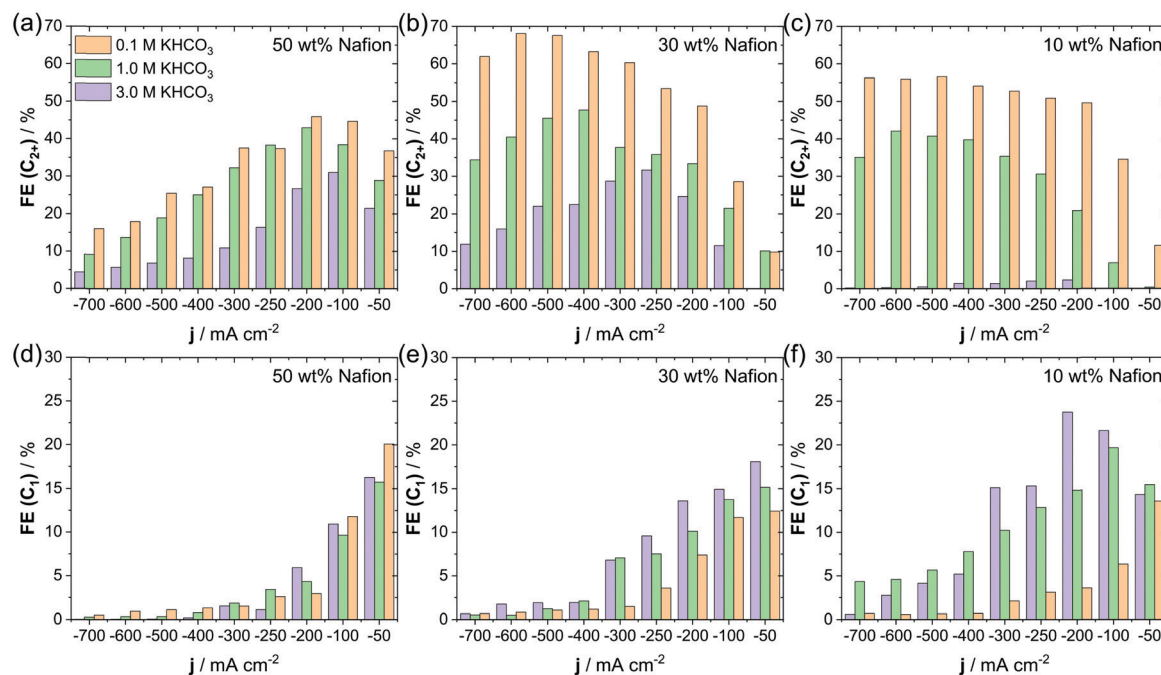 (a)
0.1 M KHCO₃
1.0 M KHCO₃
3.0 M KHCO₃
50 wt% Nafion
FE (C₂₊) / %
70
60
50
40
30
20
10
0
-700 -600 -500 -400 -300 -250 -200 -100 -50
j / mA cm⁻²
(b)
30 wt% Nafion
FE (C₂₊) / %
70
60
50
40
30
20
10
0
-700 -600 -500 -400 -300 -250 -200 -100 -50
j / mA cm⁻²
(c)
10 wt% Nafion
FE (C₂₊) / %
70
60
50
40
30
20
10
0
-700 -600 -500 -400 -300 -250 -200 -100 -50
j / mA cm⁻²
(d)
50 wt% Nafion
FE (C₁) / %
30
25
20
15
10
5
0
-700 -600 -500 -400 -300 -250 -200 -100 -50
j / mA cm⁻²
(e)
30 wt% Nafion
FE (C₁) / %
30
25
20
15
10
5
0
-700 -600 -500 -400 -300 -250 -200 -100 -50
j / mA cm⁻²
(f)
10 wt% Nafion
FE (C₁) / %
30
25
20
15
10
5
0
-700 -600 -500 -400 -300 -250 -200 -100 -50
j / mA cm⁻²